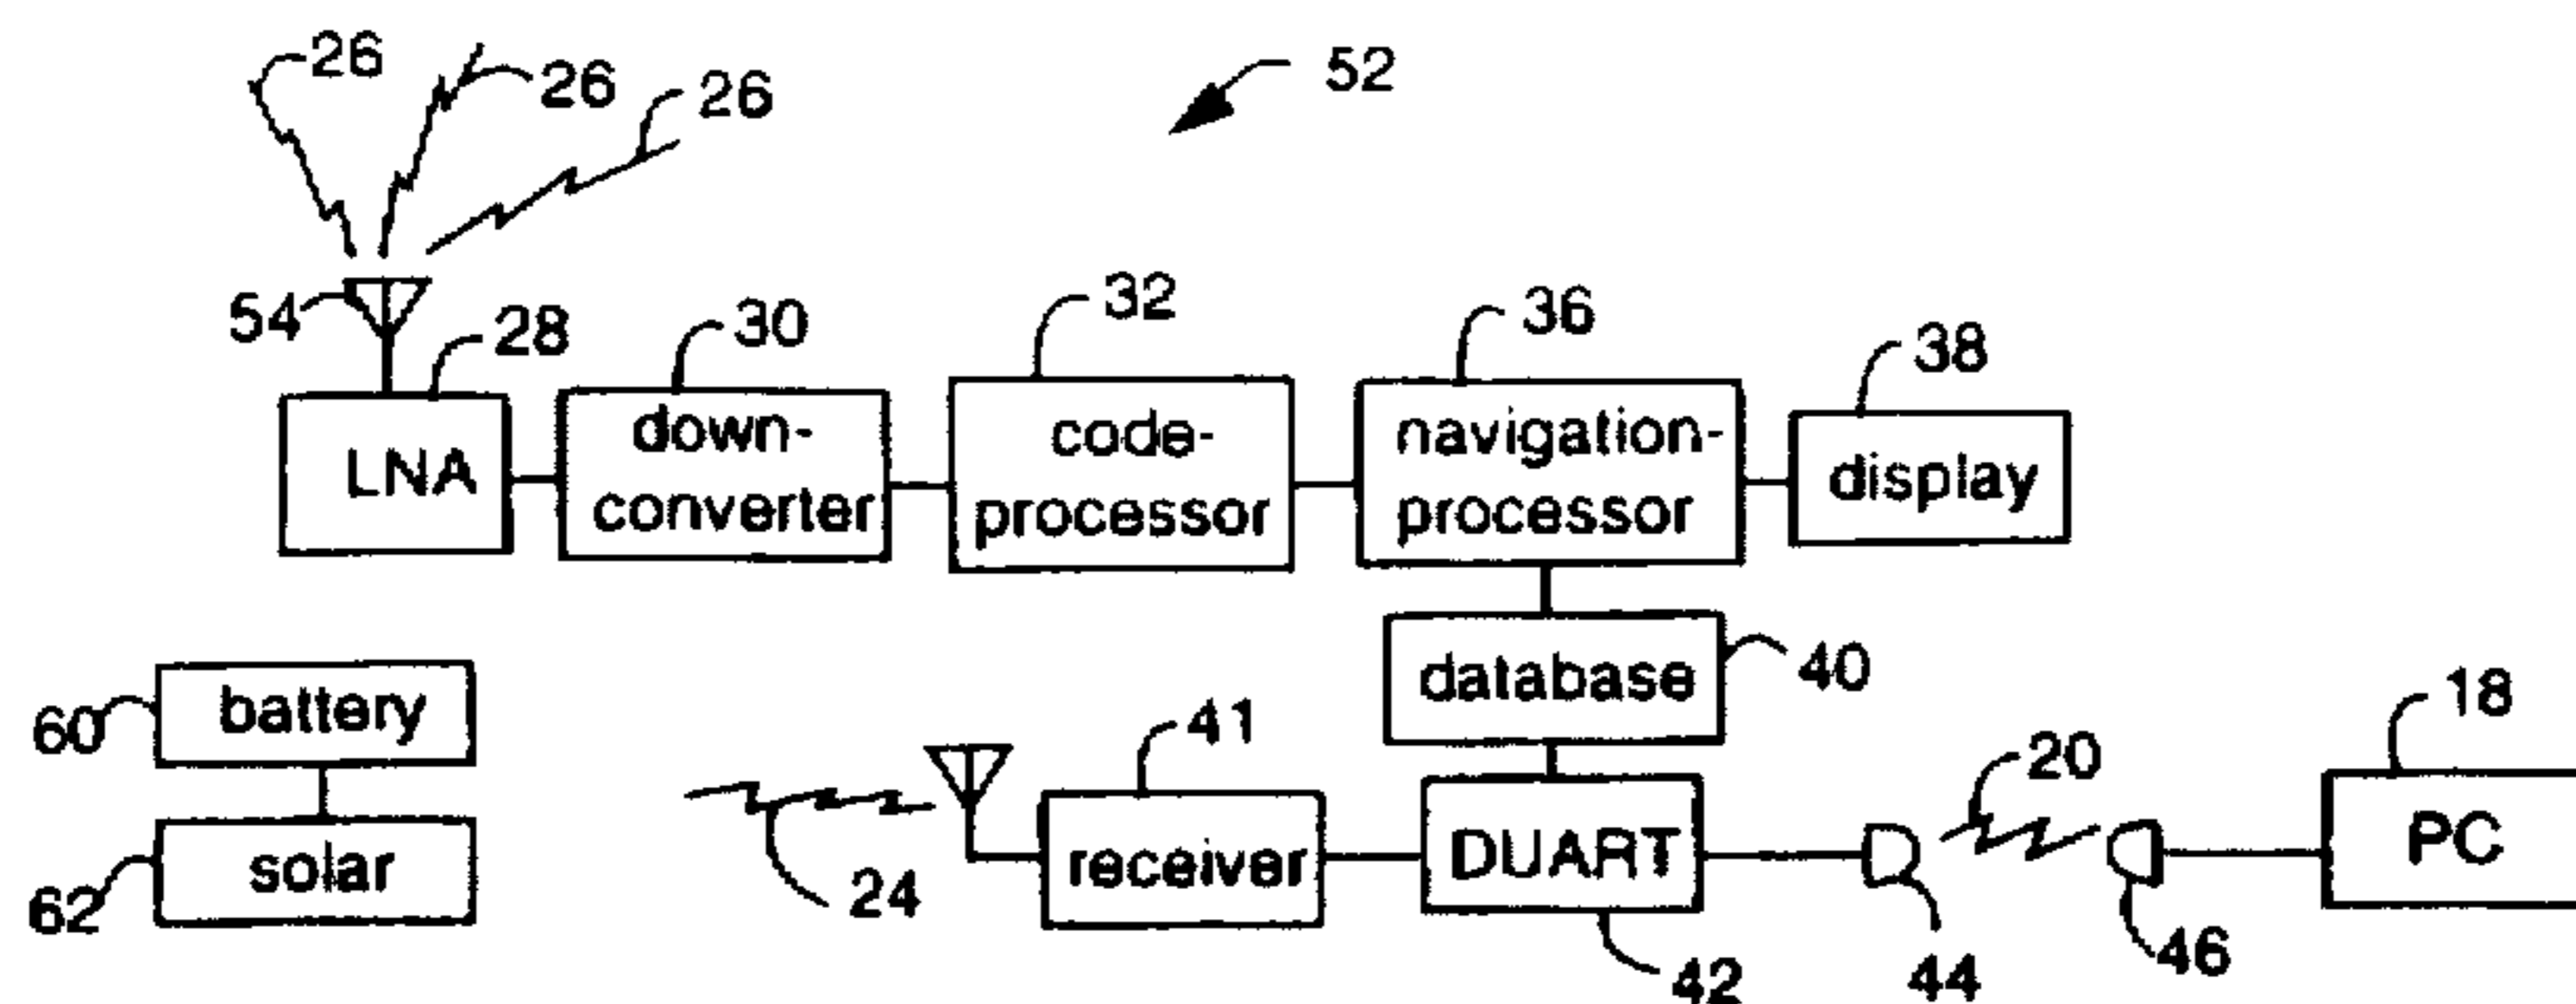 26
26
26
52
54
28
30
32
36
38
LNA
down-
converter
code-
processor
navigation-
processor
display
database
40
60
battery
62
solar
24
41
receiver
DUART
42
44
20
46
18
PC